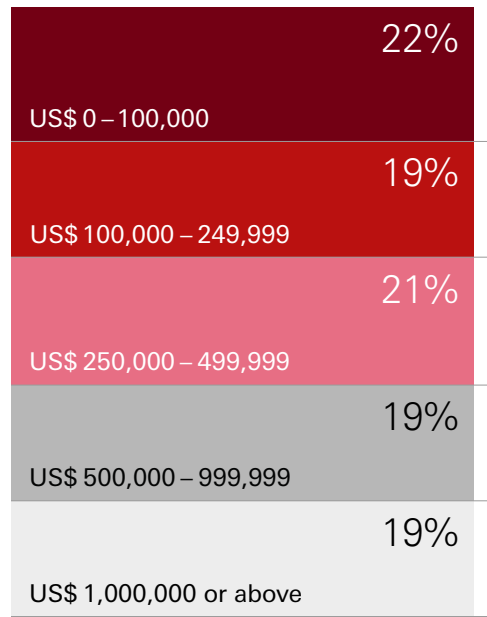 22%
US$ 0 – 100,000
19%
US$ 100,000 – 249,999
21%
US$ 250,000 – 499,999
19%
US$ 500,000 – 999,999
19%
US$ 1,000,000 or above